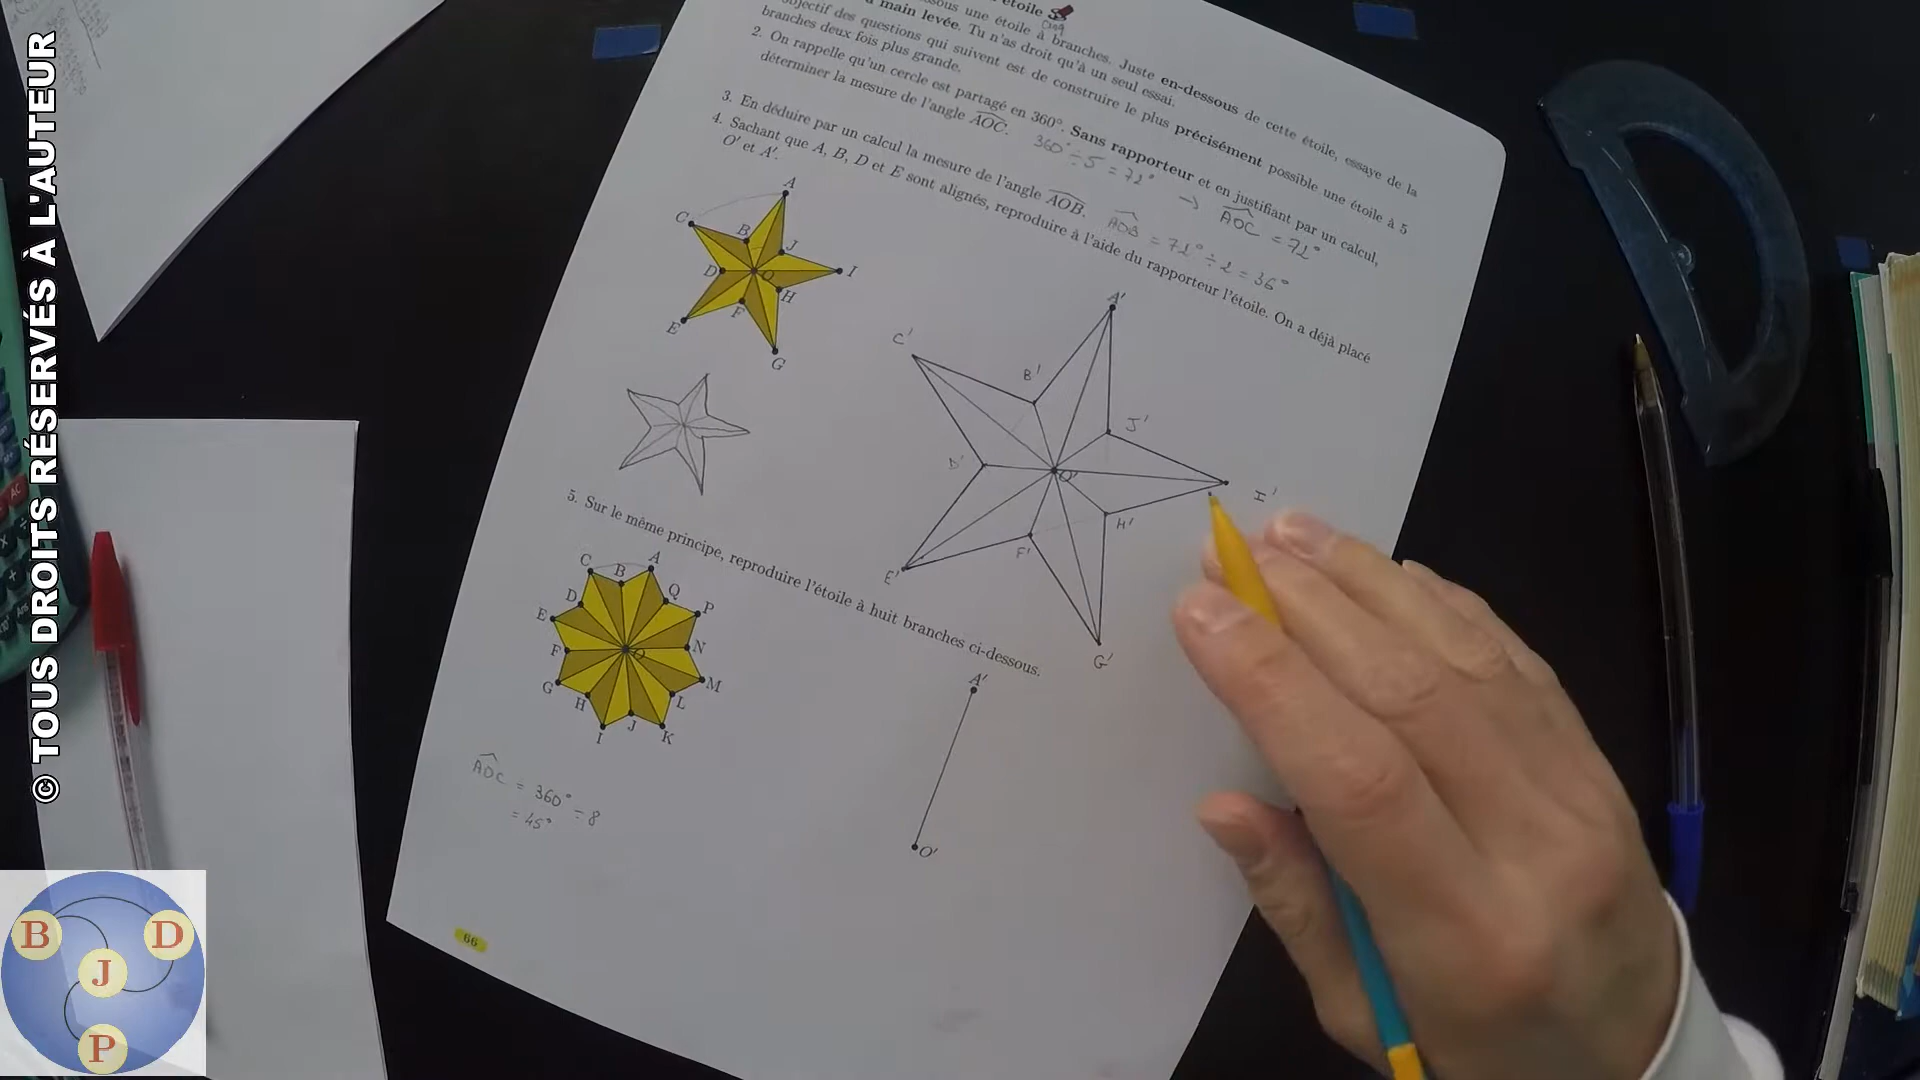 © TOUS DROITS RÉSERVÉS À L'AUTEUR
étoile
dessous une étoile à branches. Juste en-dessous de cette étoile, essaye de la
main levée. Tu n'as droit qu'à un seul essai.
objectif des questions qui suivent est de construire le plus précisément possible une étoile à 5
branches deux fois plus grande.
2. On rappelle qu'un cercle est partagé en 360°. Sans rapporteur et en justifiant par un calcul,
déterminer la mesure de l'angle AOC.
360° ÷ 5 = 72° → AOC = 72°
3. En déduire par un calcul la mesure de l'angle AOB.
AOB = 72° ÷ 2 = 36°
4. Sachant que A, B, D et E sont alignés, reproduire à l'aide du rapporteur l'étoile. On a déjà placé
O' et A'.
A
C
B
J
D
O
I
H
F
E
G
A'
C'
B'
J'
D'
O'
I'
H'
F'
E'
G'
5. Sur le même principe, reproduire l'étoile à huit branches ci-dessous.
C
B
A
D
Q
P
E
F
O
N
G
M
H
L
I
J
K
A'
O'
AOC = 360° ÷ 8
= 45°
66
B
D
J
P
AC